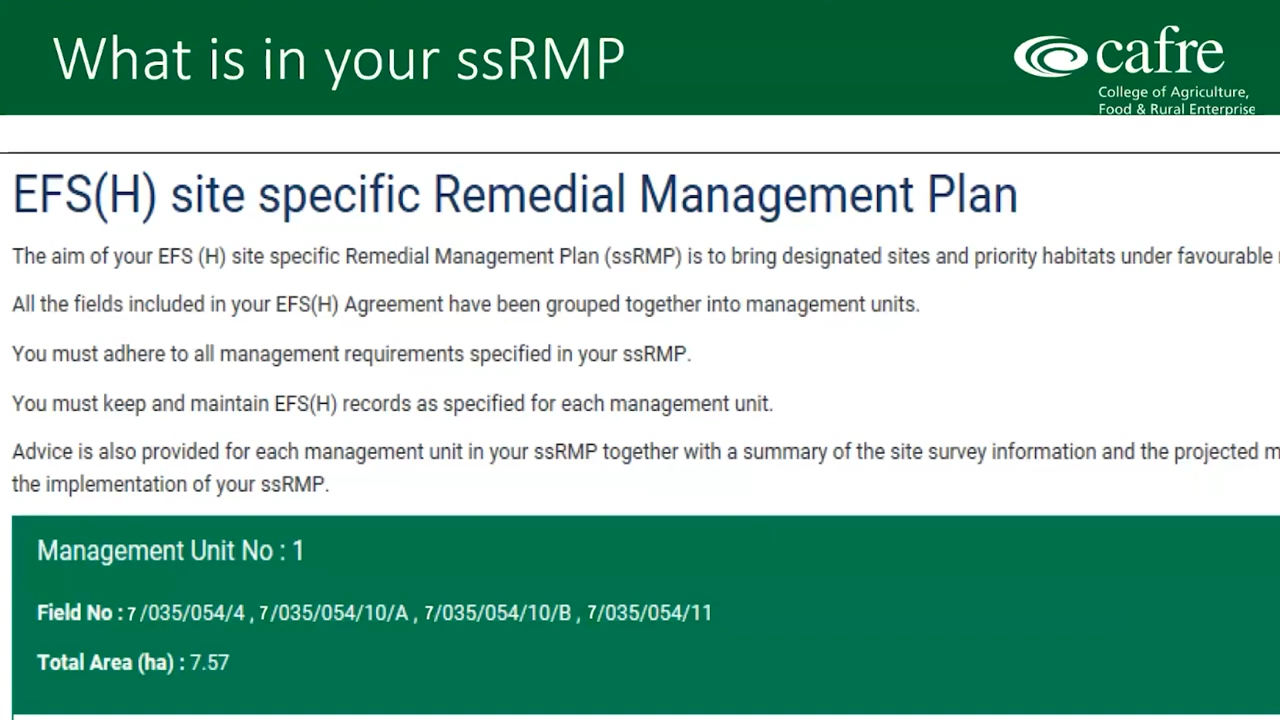 What is in your ssRMP
cafre
College of Agriculture,
Food & Rural Enterprise
EFS(H) site specific Remedial Management Plan
The aim of your EFS (H) site specific Remedial Management Plan (ssRMP) is to bring designated sites and priority habitats under favourable
All the fields included in your EFS(H) Agreement have been grouped together into management units.
You must adhere to all management requirements specified in your ssRMP.
You must keep and maintain EFS(H) records as specified for each management unit.
Advice is also provided for each management unit in your ssRMP together with a summary of the site survey information and the projected
the implementation of your ssRMP.
Management Unit No : 1
Field No : 7/035/054/4 , 7/035/054/10/A , 7/035/054/10/B , 7/035/054/11
Total Area (ha) : 7.57